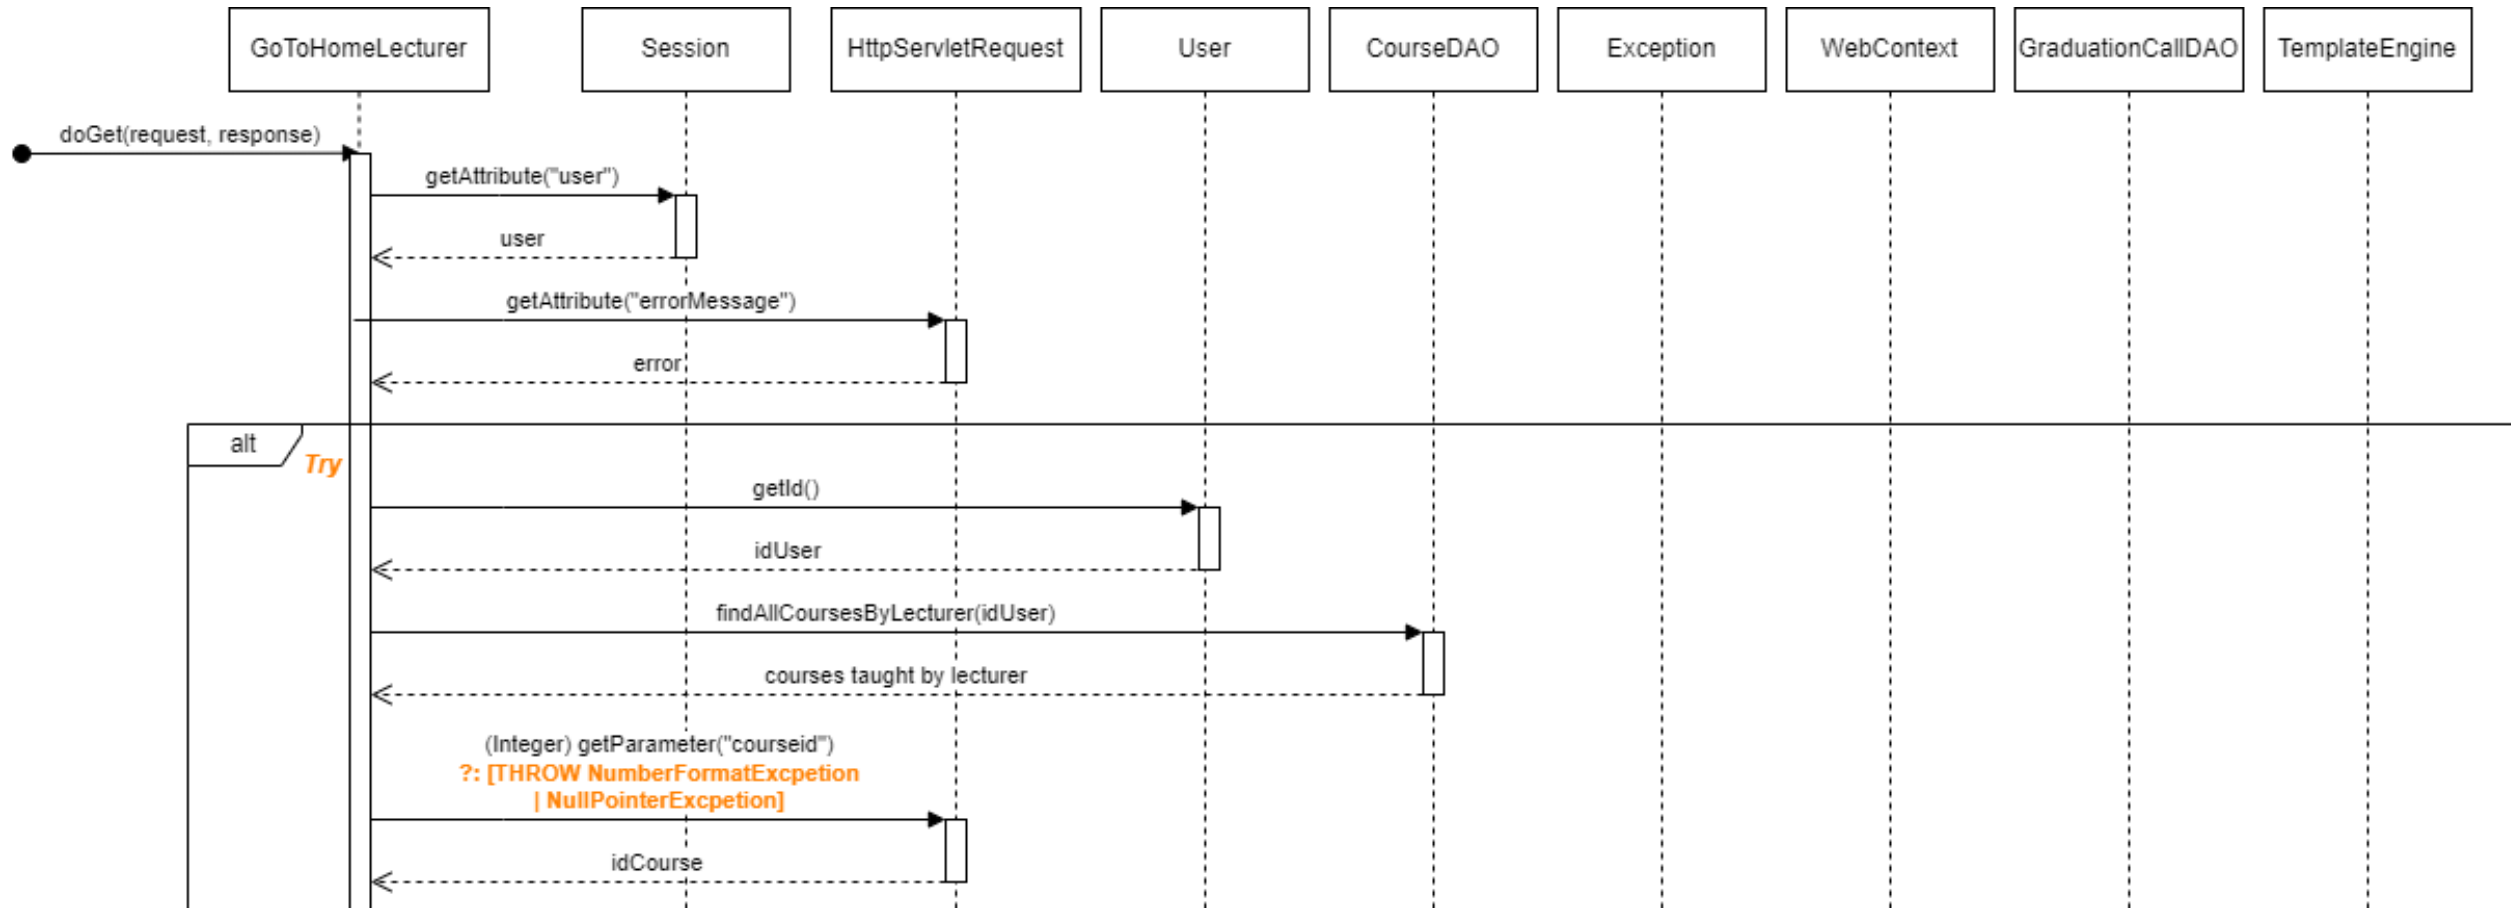 GoToHomeLecturer
Session
HttpServletRequest
User
CourseDAO
Exception
WebContext
GraduationCallDAO
TemplateEngine
doGet(request, response)
getAttribute("user")
user
getAttribute("errorMessage")
error
alt
Try
getId()
idUser
findAllCoursesByLecturer(idUser)
courses taught by lecturer
(Integer) getParameter("courseid")
?: [THROW NumberFormatExcpetion
| NullPointerExcpetion]
idCourse